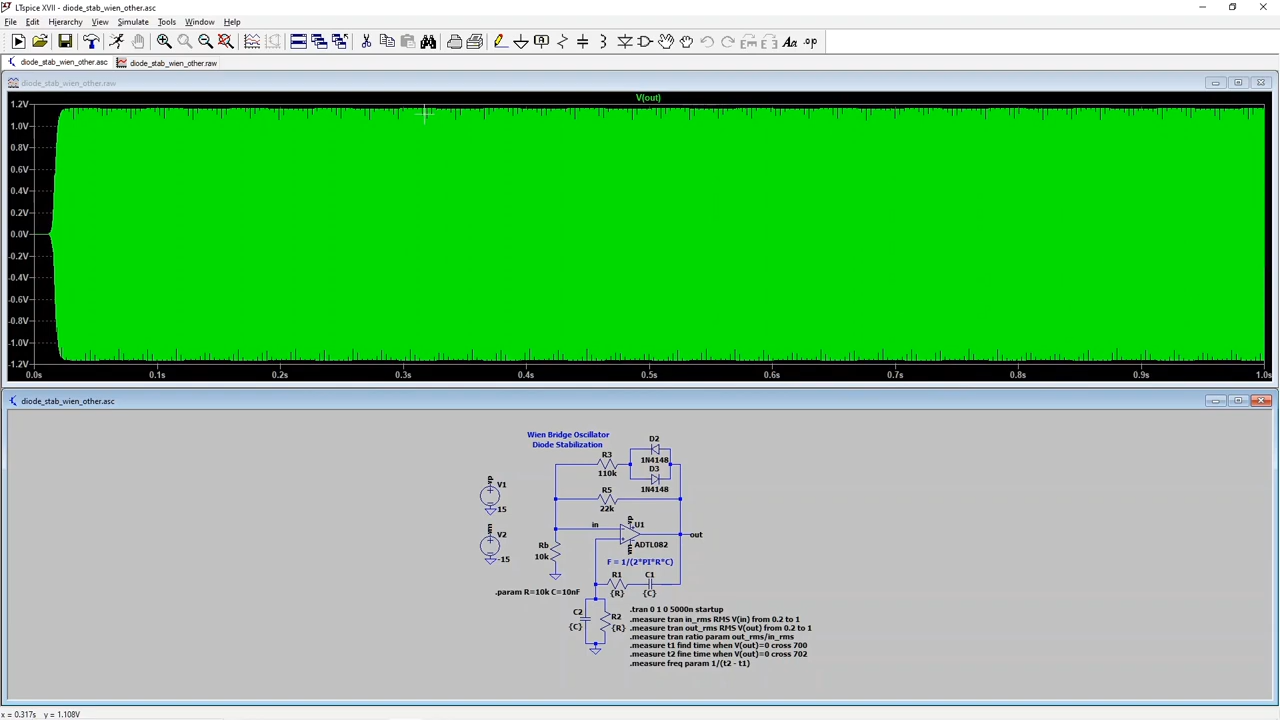 LTspice XVII - diode_stab_wien_other.asc
File Edit Hierarchy View Simulate Tools Window Help
diode_stab_wien_other.asc diode_stab_wien_other.raw
diode_stab_wien_other.raw
V(out)
1.2V
1.0V
0.8V
0.6V
0.4V
0.2V
0.0V
-0.2V
-0.4V
-0.6V
-0.8V
-1.0V
-1.2V
0.0s 0.1s 0.2s 0.3s 0.4s 0.5s 0.6s 0.7s 0.8s 0.9s 1.0s
diode_stab_wien_other.asc
Wien Bridge Oscillator
Diode Stabilization
D2
1N4148
D3
1N4148
R3
110k
R5
22k
vp
V1
15
vm
V2
-15
in
vp
U1
ADTL082
vm
out
Rb
10k
F = 1/(2*PI*R*C)
R1
{R}
C1
{C}
.param R=10k C=10nF
C2
{C}
R2
{R}
.tran 0 1 0 5000n startup
.measure tran in_rms RMS V(in) from 0.2 to 1
.measure tran out_rms RMS V(out) from 0.2 to 1
.measure tran ratio param out_rms/in_rms
.measure t1 find time when V(out)=0 cross 700
.measure t2 fine time when V(out)=0 cross 702
.measure freq param 1/(t2 - t1)
x = 0.317s y = 1.108V